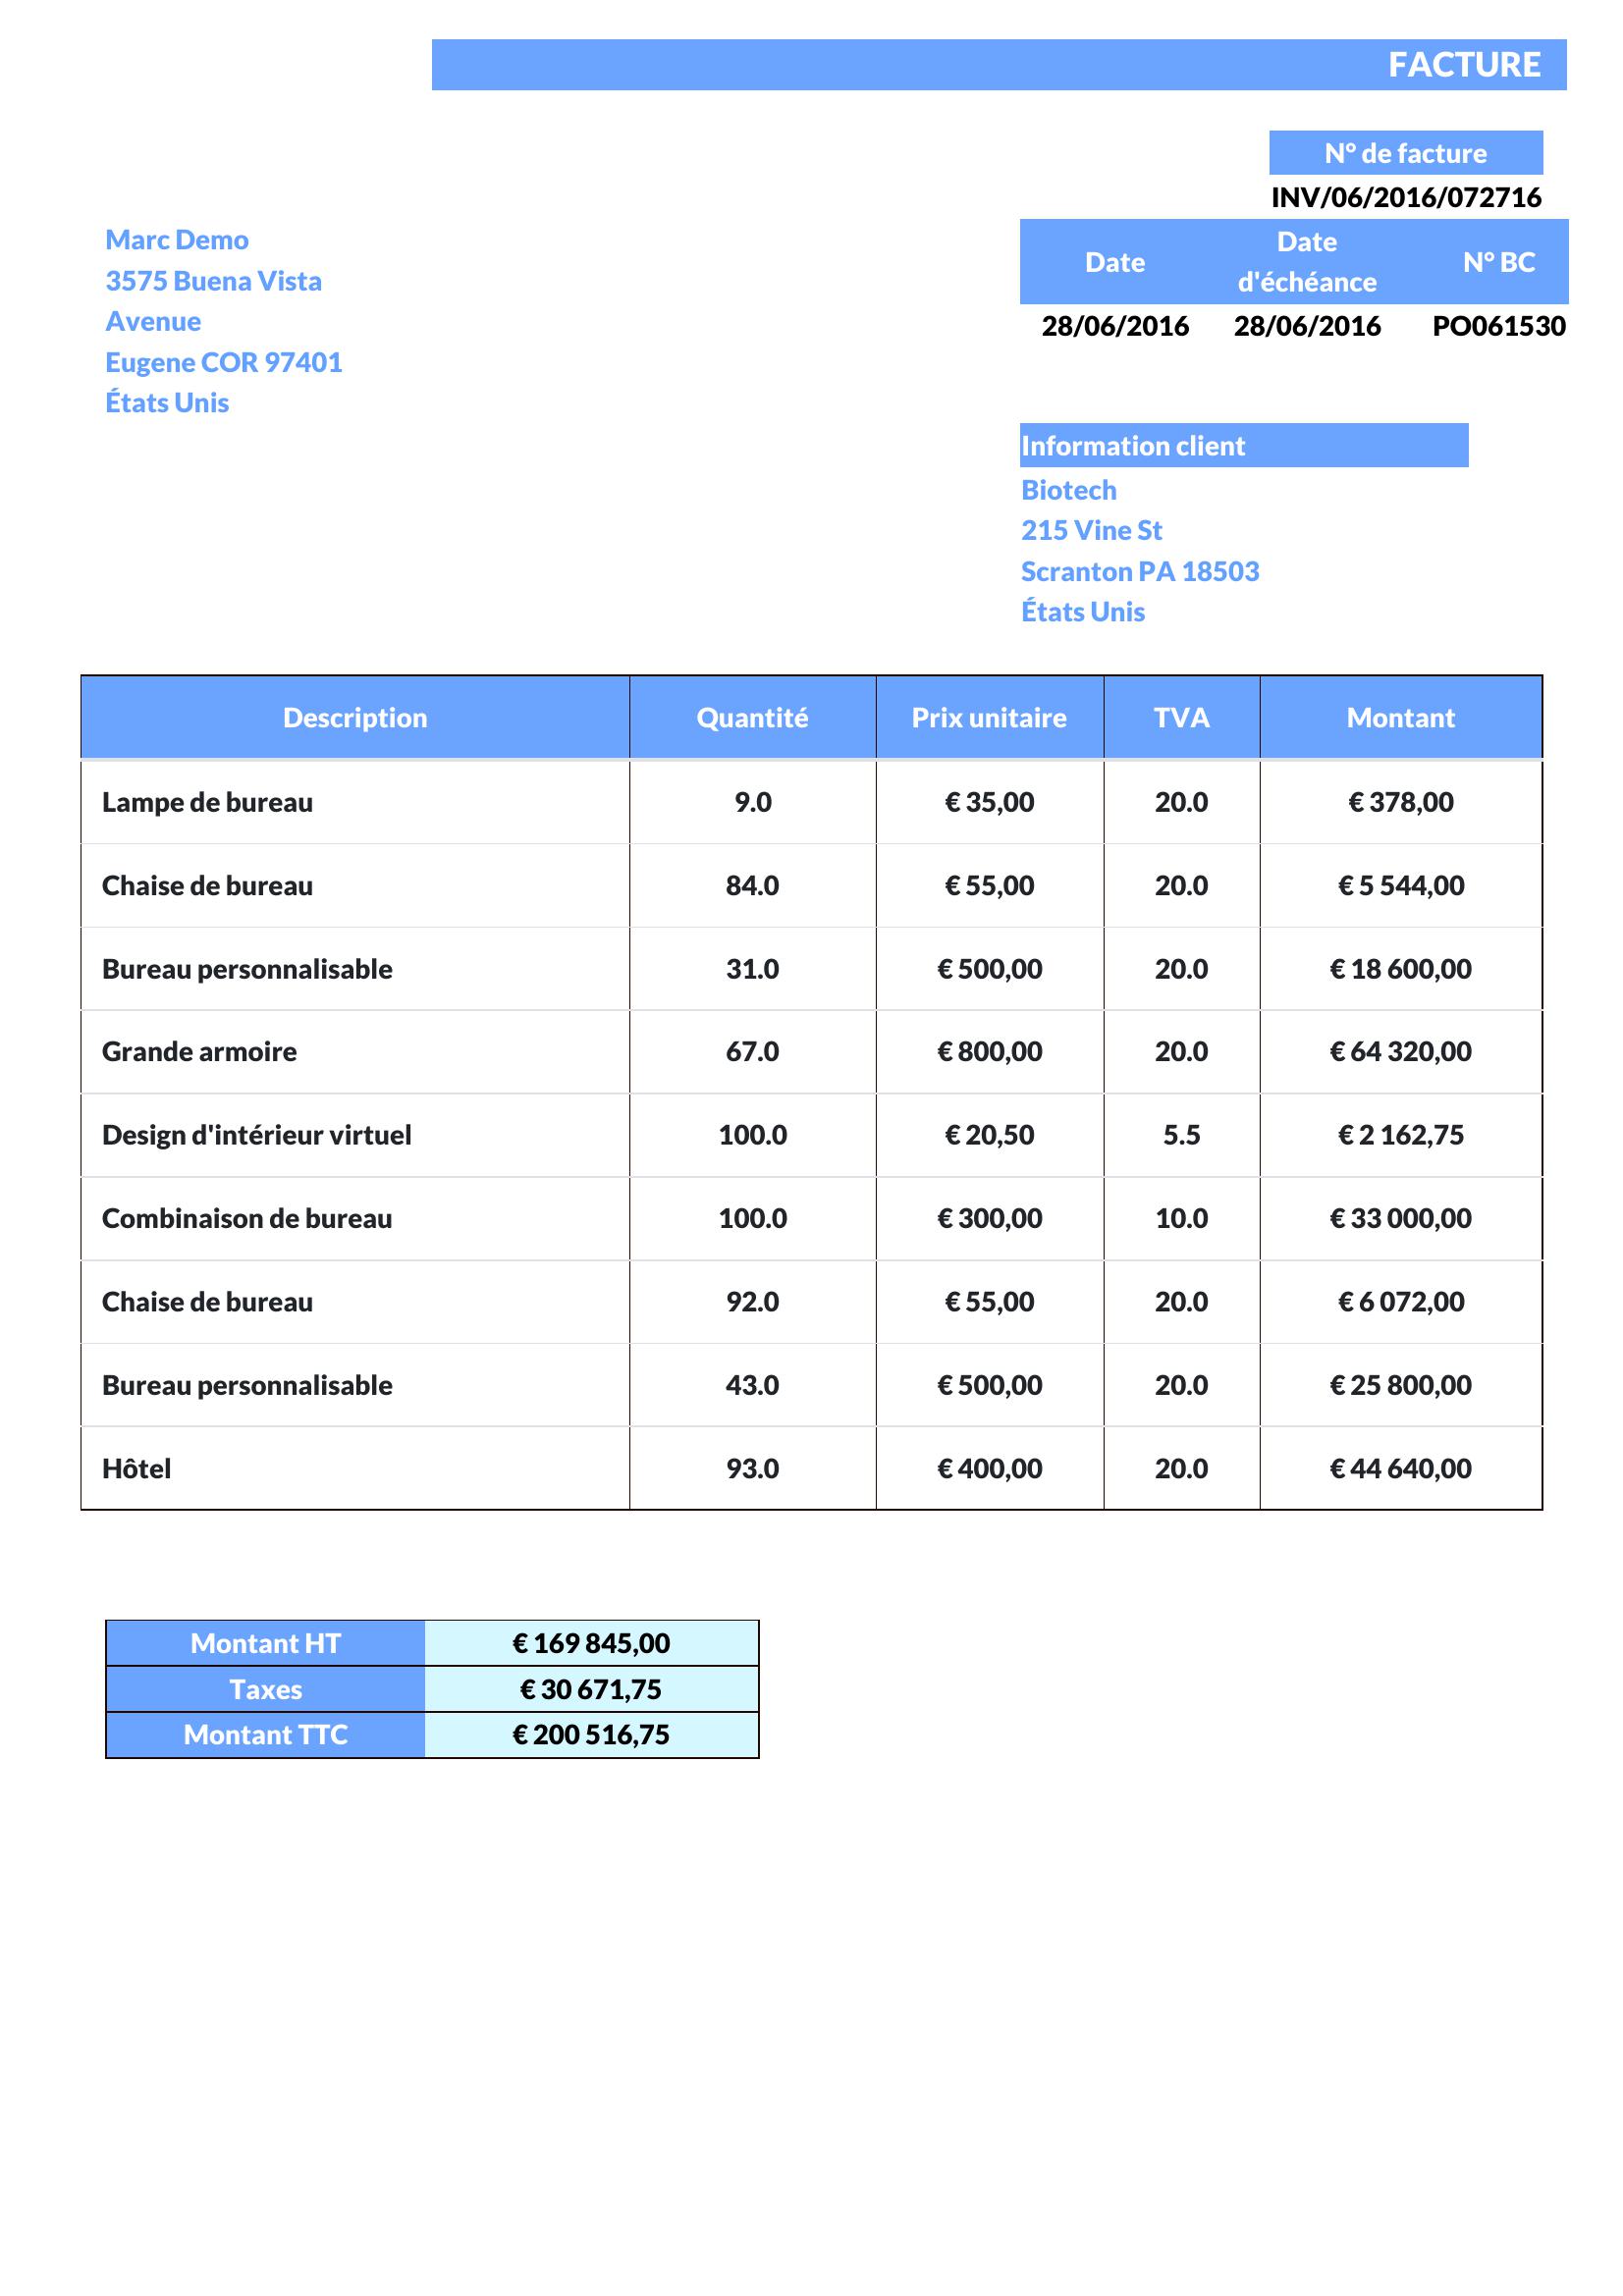 FACTURE
N° de facture
INV/06/2016/072716
Marc Demo
3575 Buena Vista
Avenue
Eugene COR 97401
États Unis
Date Date d'échéance N° BC
28/06/2016 28/06/2016 PO061530
Information client
Biotech
215 Vine St
Scranton PA 18503
États Unis
Description Quantité Prix unitaire TVA Montant
Lampe de bureau 9.0 € 35,00 20.0 € 378,00
Chaise de bureau 84.0 € 55,00 20.0 € 5 544,00
Bureau personnalisable 31.0 € 500,00 20.0 € 18 600,00
Grande armoire 67.0 € 800,00 20.0 € 64 320,00
Design d'intérieur virtuel 100.0 € 20,50 5.5 € 2 162,75
Combinaison de bureau 100.0 € 300,00 10.0 € 33 000,00
Chaise de bureau 92.0 € 55,00 20.0 € 6 072,00
Bureau personnalisable 43.0 € 500,00 20.0 € 25 800,00
Hôtel 93.0 € 400,00 20.0 € 44 640,00
Montant HT € 169 845,00
Taxes € 30 671,75
Montant TTC € 200 516,75